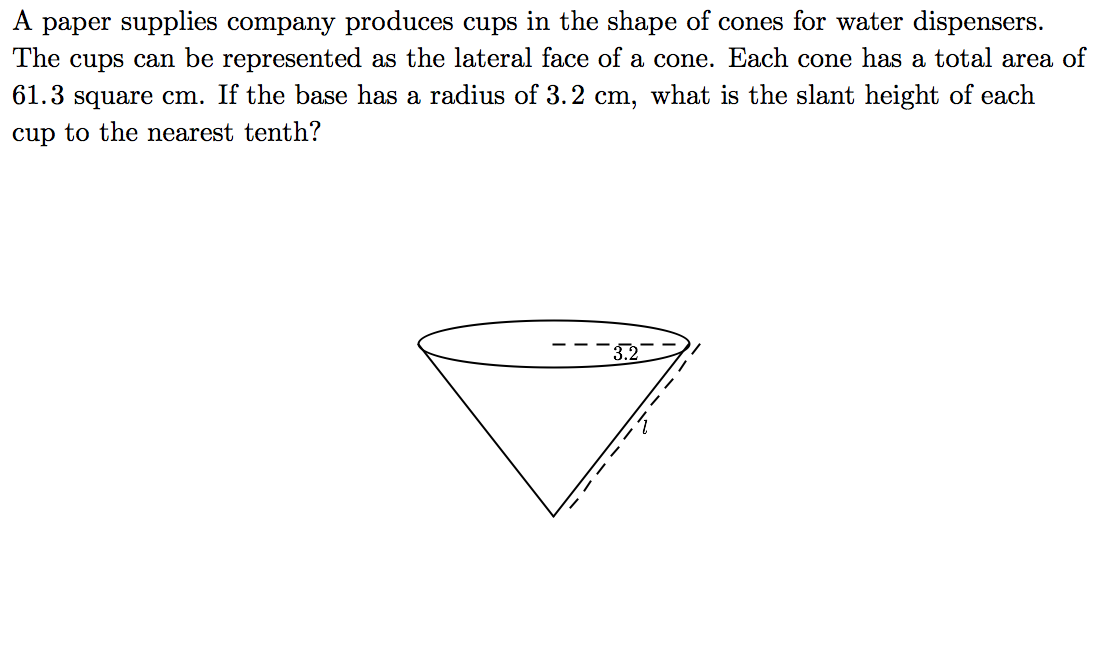 A paper supplies company produces cups in the shape of cones for water dispensers.
The cups can be represented as the lateral face of a cone. Each cone has a total area of
61.3 square cm. If the base has a radius of 3.2 cm, what is the slant height of each
cup to the nearest tenth?
3.2
l